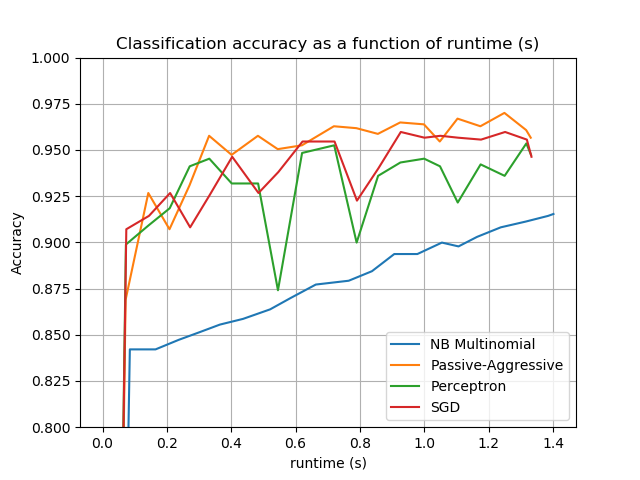 Classification accuracy as a function of runtime (s)
1.000
0.975
0.950
0.925
0.900
0.875
0.850
0.825
0.800
Accuracy
NB Multinomial
Passive-Aggressive
Perceptron
SGD
0.0 0.2 0.4 0.6 0.8 1.0 1.2 1.4
runtime (s)